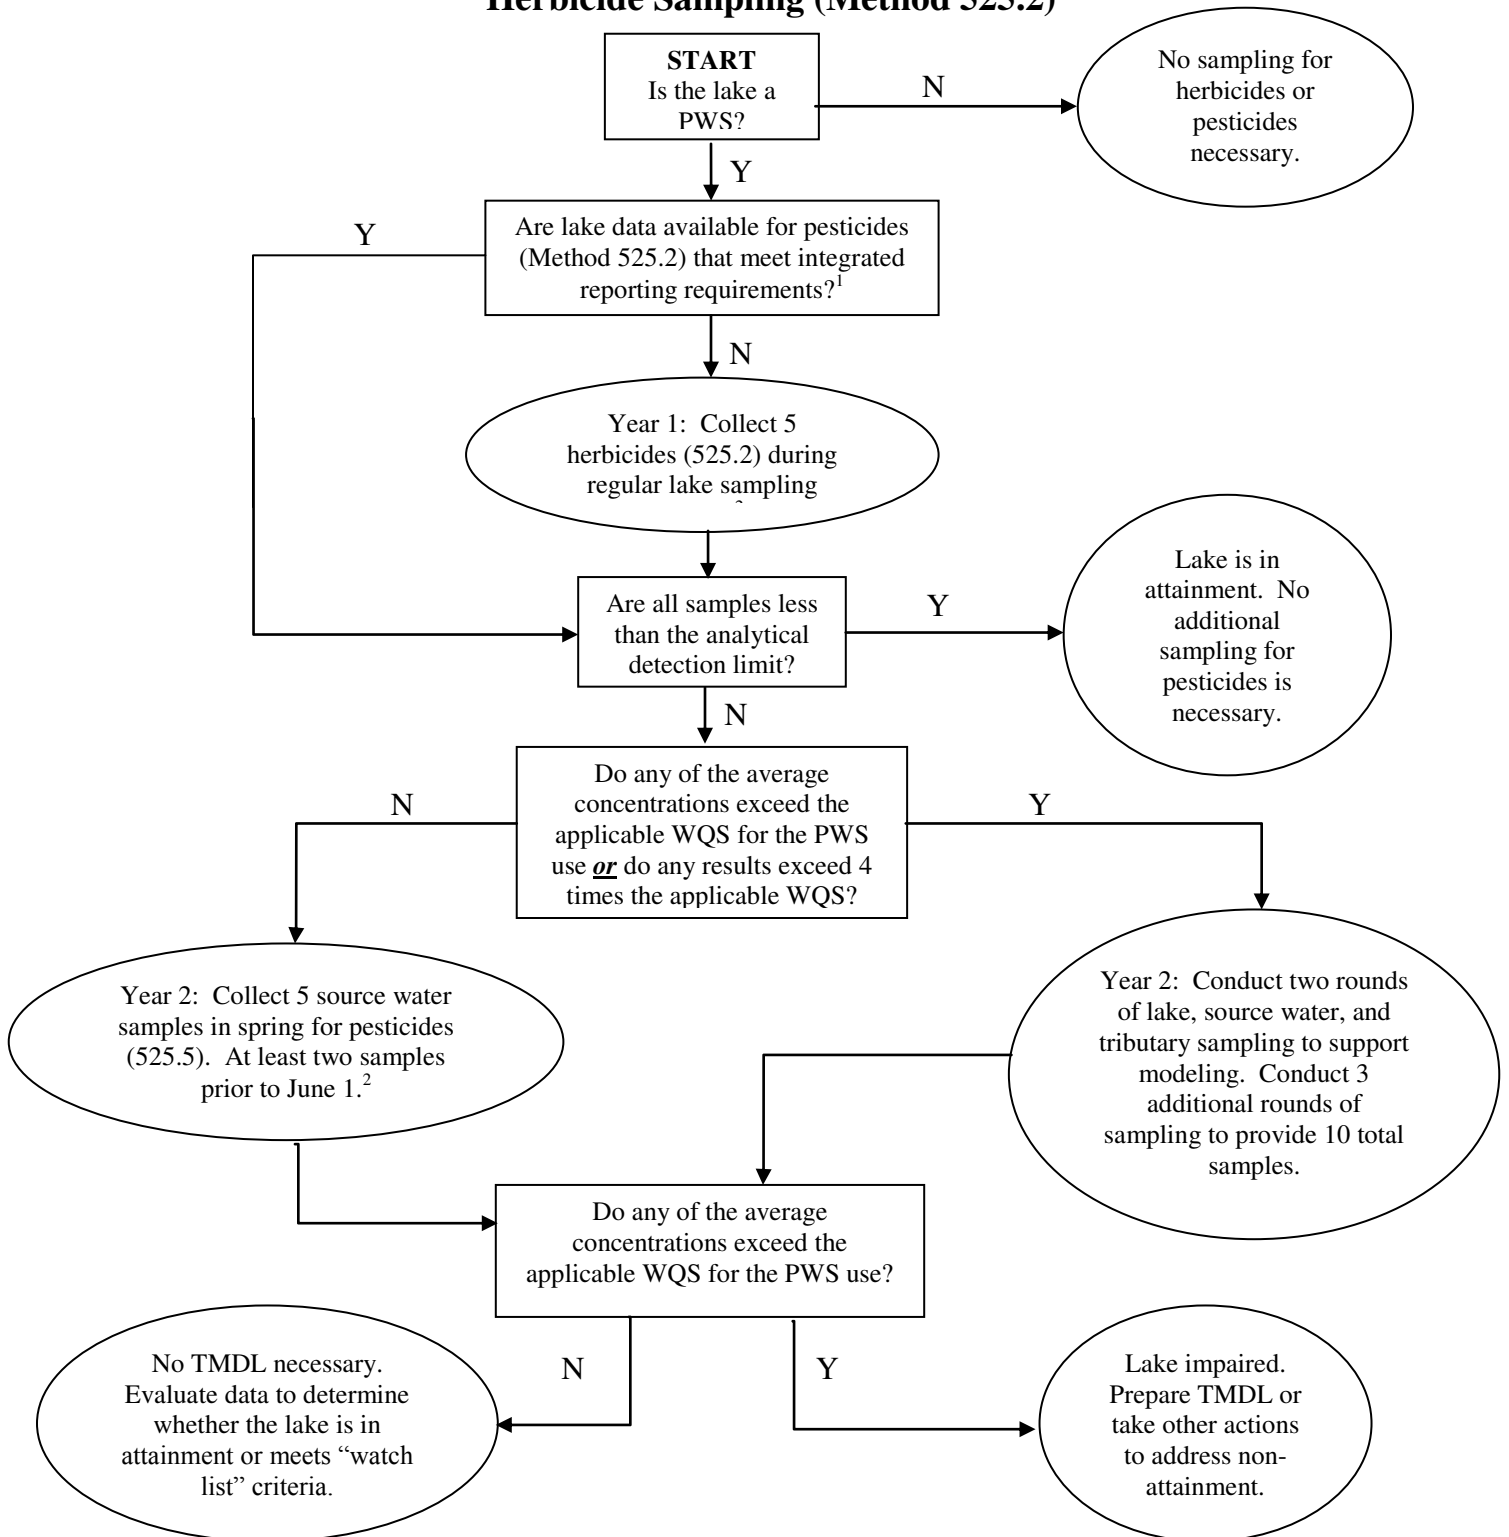 Herbicide Sampling (Method 525.2)
START
Is the lake a
PWS?
N
No sampling for
herbicides or
pesticides
necessary.
Y
Are lake data available for pesticides
(Method 525.2) that meet integrated
reporting requirements?1
Y
N
Year 1: Collect 5
herbicides (525.2) during
regular lake sampling
Are all samples less
than the analytical
detection limit?
Y
Lake is in
attainment. No
additional
sampling for
pesticides is
necessary.
N
Do any of the average
concentrations exceed the
applicable WQS for the PWS
use or do any results exceed 4
times the applicable WQS?
N
Y
Year 2: Collect 5 source water
samples in spring for pesticides
(525.5). At least two samples
prior to June 1.2
Year 2: Conduct two rounds
of lake, source water, and
tributary sampling to support
modeling. Conduct 3
additional rounds of
sampling to provide 10 total
samples.
Do any of the average
concentrations exceed the
applicable WQS for the PWS use?
N
Y
No TMDL necessary.
Evaluate data to determine
whether the lake is in
attainment or meets “watch
list” criteria.
Lake impaired.
Prepare TMDL or
take other actions
to address non-
attainment.